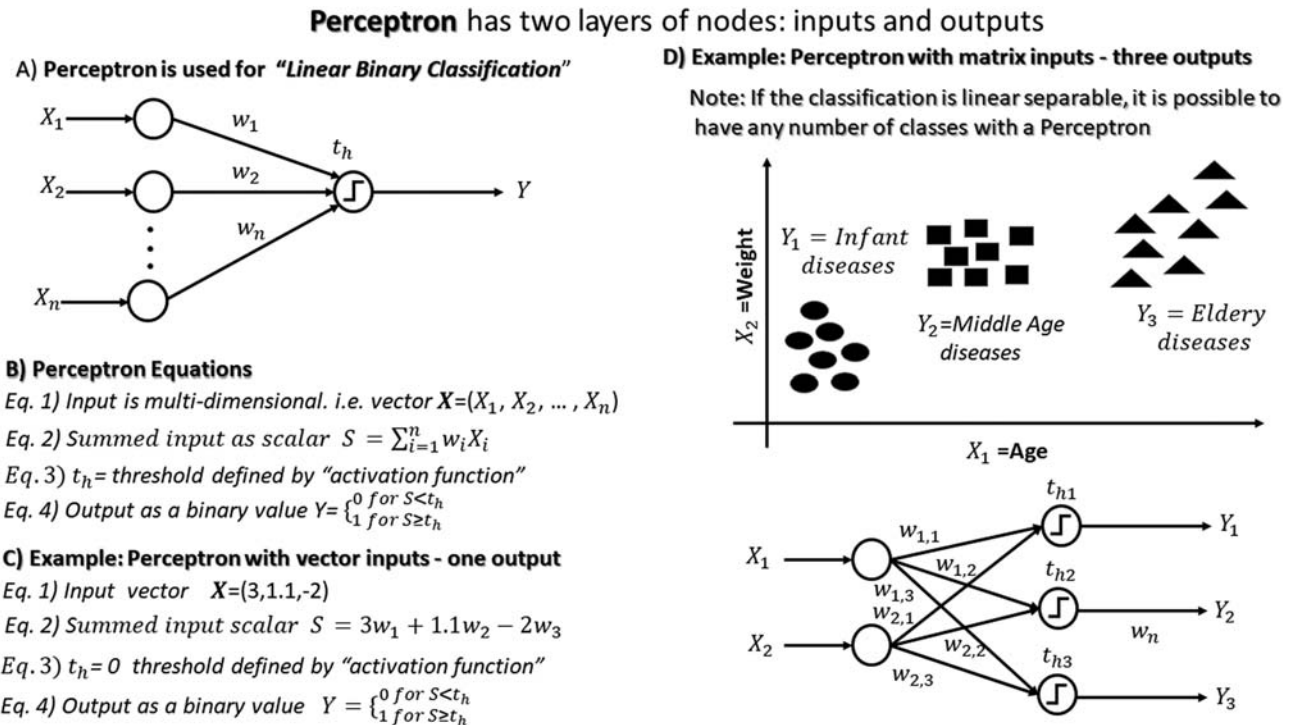 Perceptron has two layers of nodes: inputs and outputs
A) Perceptron is used for “Linear Binary Classification”
X₁
w₁
tₕ
X₂
w₂
Y
wₙ
Xₙ
B) Perceptron Equations
Eq. 1) Input is multi-dimensional. i.e. vector X=(X₁, X₂, ... , Xₙ)
Eq. 2) Summed input as scalar S = ∑ⁿᵢ₌₁ wᵢXᵢ
Eq. 3) tₕ= threshold defined by “activation function”
Eq. 4) Output as a binary value Y= {0 for S<tₕ
1 for S≥tₕ
C) Example: Perceptron with vector inputs - one output
Eq. 1) Input vector X=(3,1.1,-2)
Eq. 2) Summed input scalar S = 3w₁ + 1.1w₂ − 2w₃
Eq. 3) tₕ= 0 threshold defined by “activation function”
Eq. 4) Output as a binary value Y = {0 for S<tₕ
1 for S≥tₕ
D) Example: Perceptron with matrix inputs - three outputs
Note: If the classification is linear separable, it is possible to
have any number of classes with a Perceptron
X₂ =Weight
Y₁ = Infant
diseases
Y₂=Middle Age
diseases
Y₃ = Eldery
diseases
X₁ =Age
tₕ₁
w₁,₁
Y₁
X₁
w₁,₂
tₕ₂
w₁,₃
w₂,₁
Y₂
wₙ
X₂
w₂,₂
tₕ₃
w₂,₃
Y₃